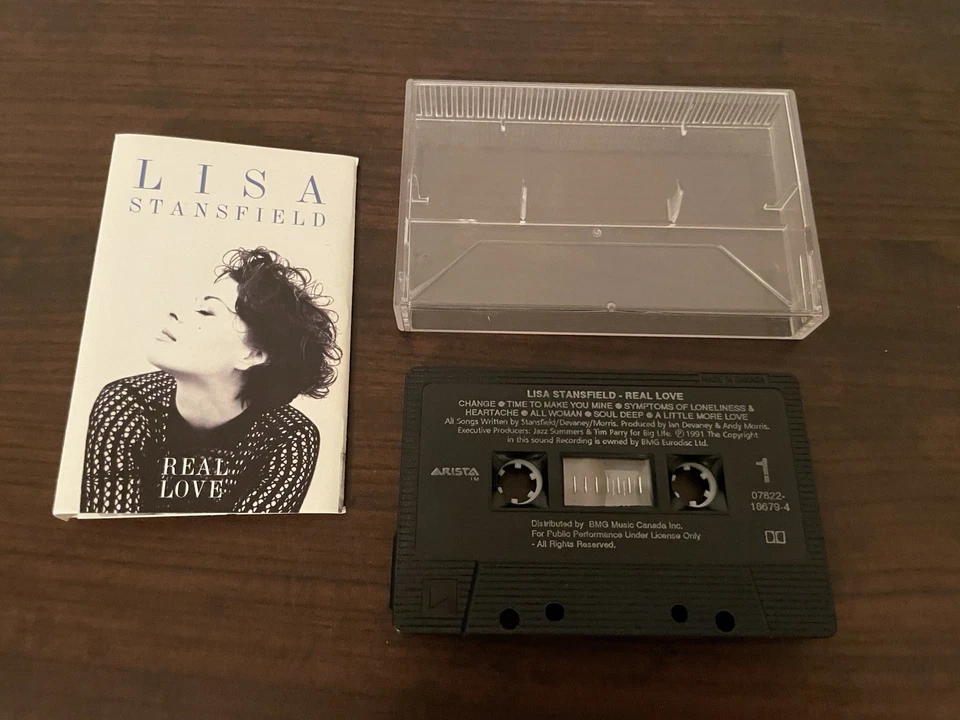 LISA
STANSFIELD
REAL
LOVE
LISA STANSFIELD - REAL LOVE
CHANGE ● TIME TO MAKE YOU MINE ● SYMPTOMS OF LONELINESS &
HEARTACHE ● ALL WOMAN ● SOUL DEEP ● A LITTLE MORE LOVE
All Songs Written by Stansfield/Devaney/Morris. Produced by Ian Devaney & Andy Morris.
Executive Producers: Jazz Summers & Tim Parry for Big Life. ℗ 1991 The Copyright
in this sound Recording is owned by BMG Eurodisc Ltd.
ARISTA
TM
1
07822-
18679-4
Distributed by BMG Music Canada Inc.
For Public Performance Under License Only
- All Rights Reserved.